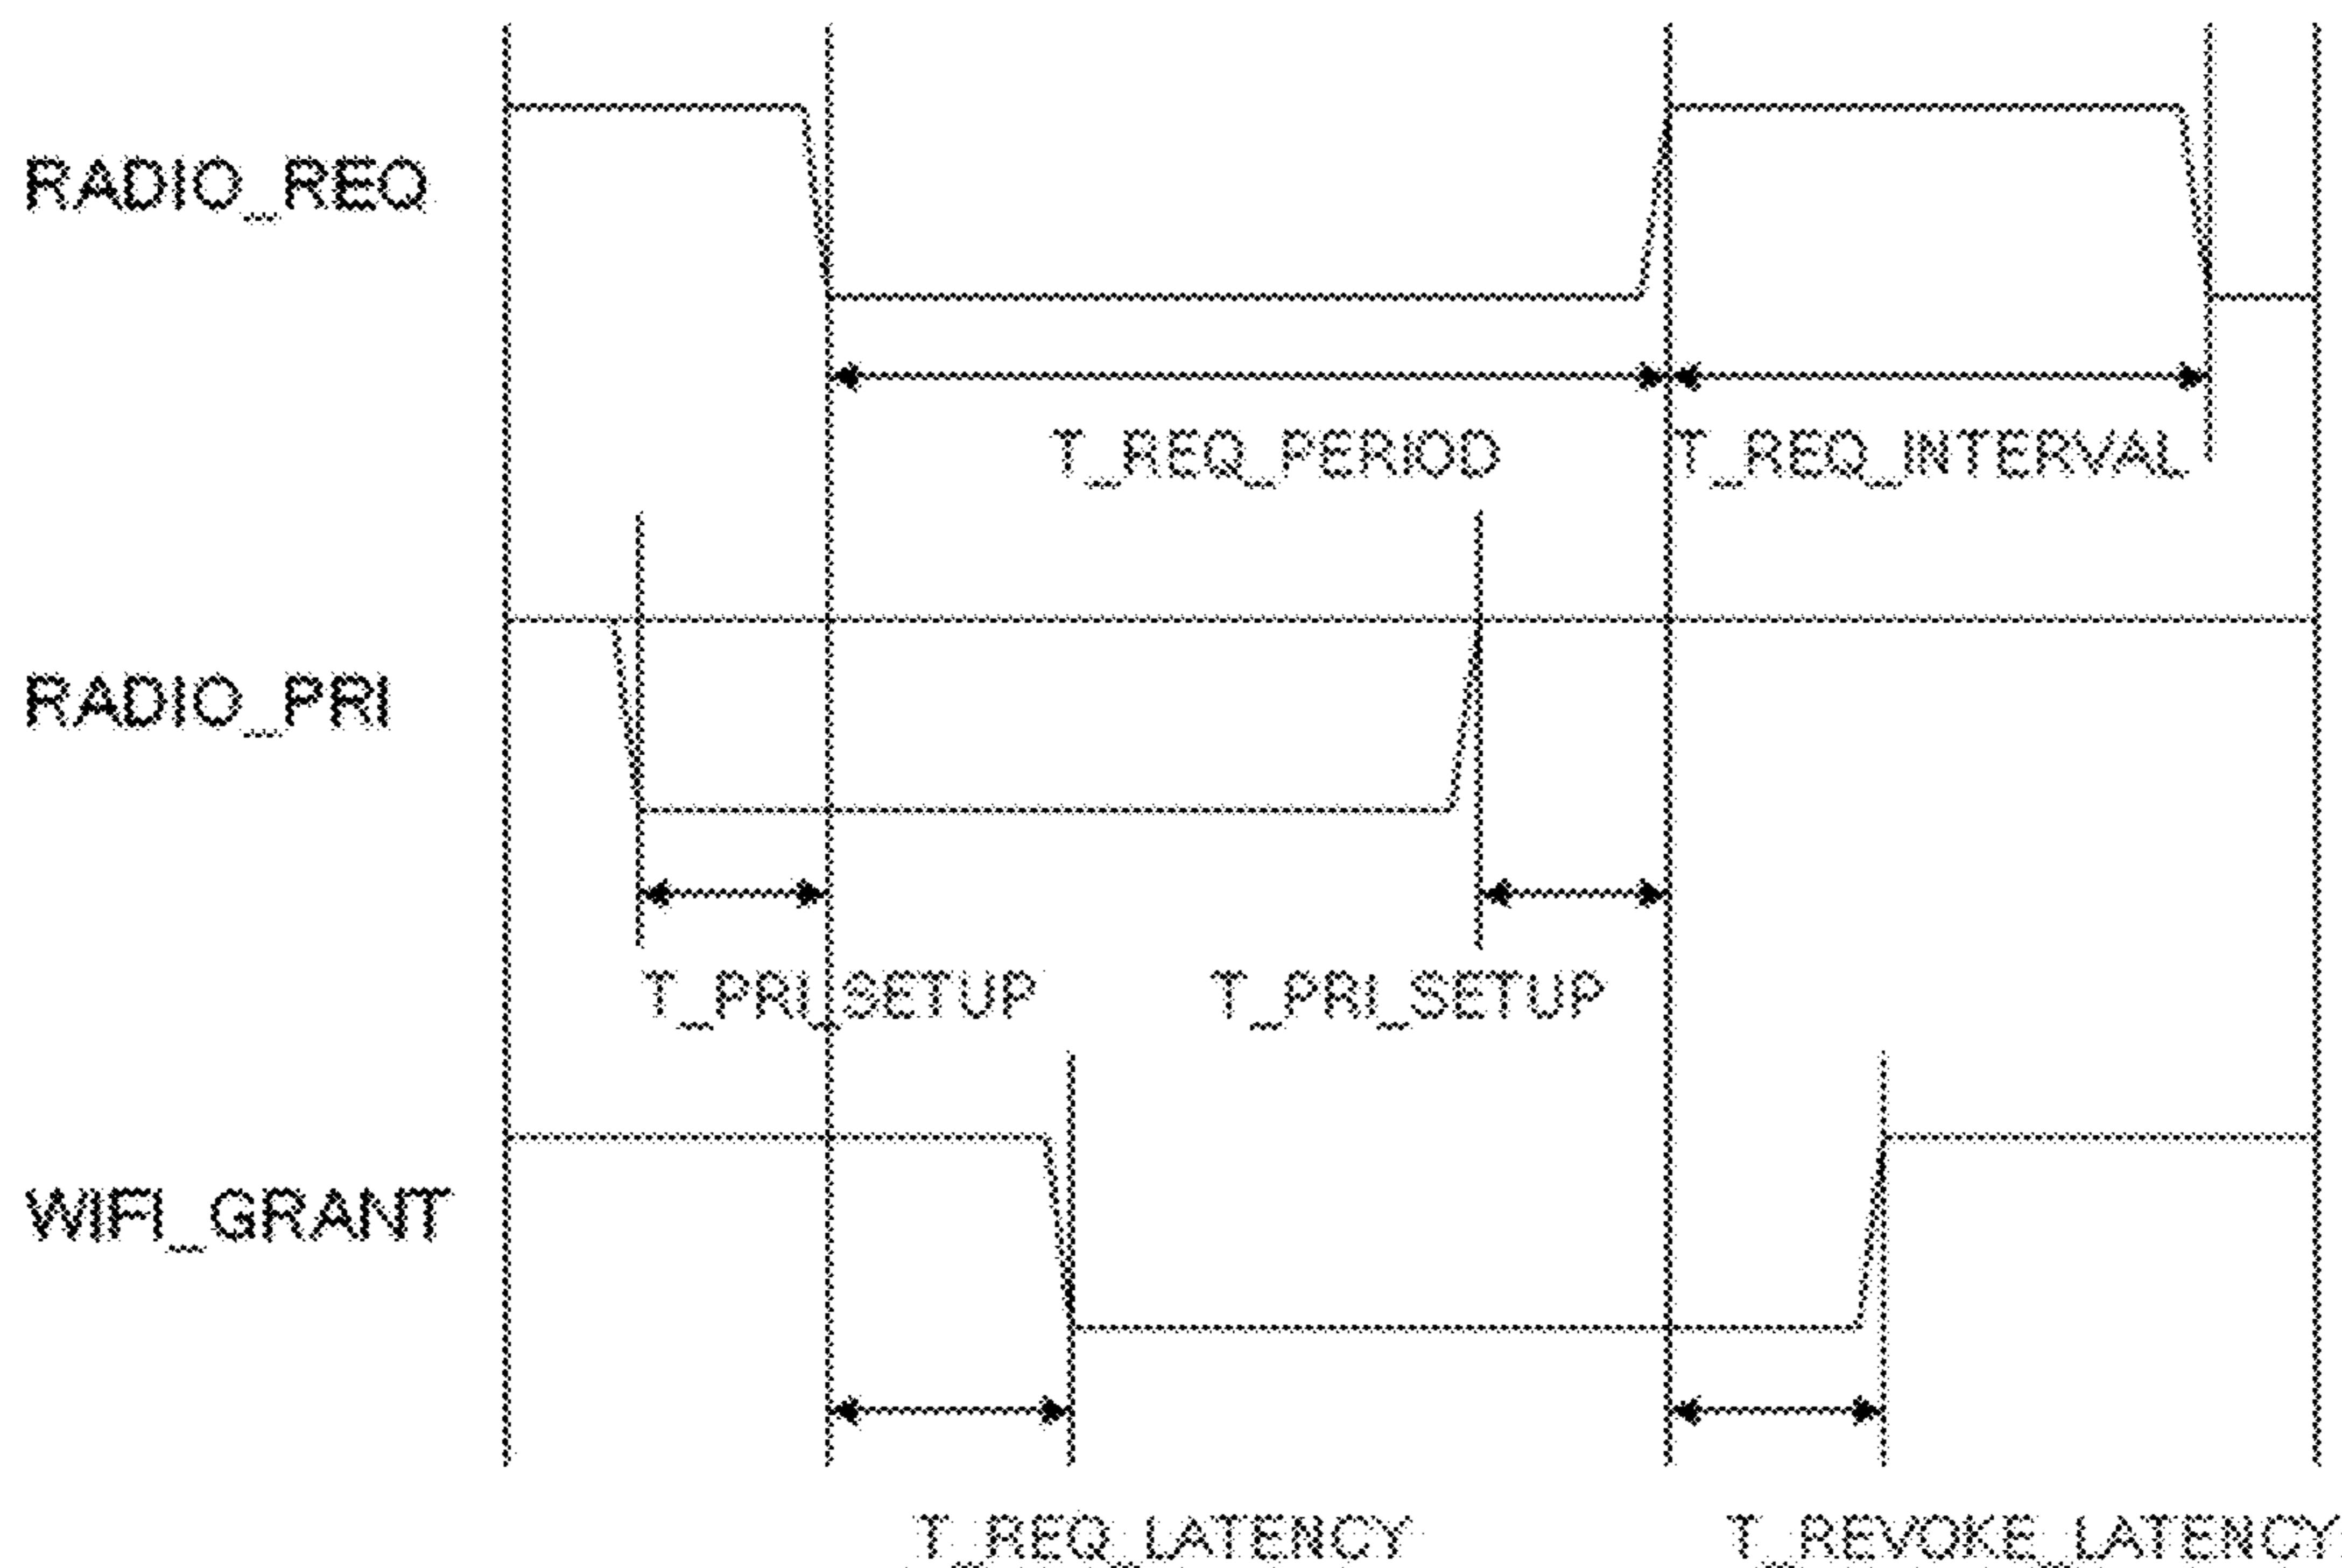 RADIO_REQ
T_REQ_PERIOD
T_REQ_INTERVAL
RADIO_PRI
T_PRI_SETUP
T_PRI_SETUP
WIFI_GRANT
T_REQ_LATENCY
T_REVOKE_LATENCY